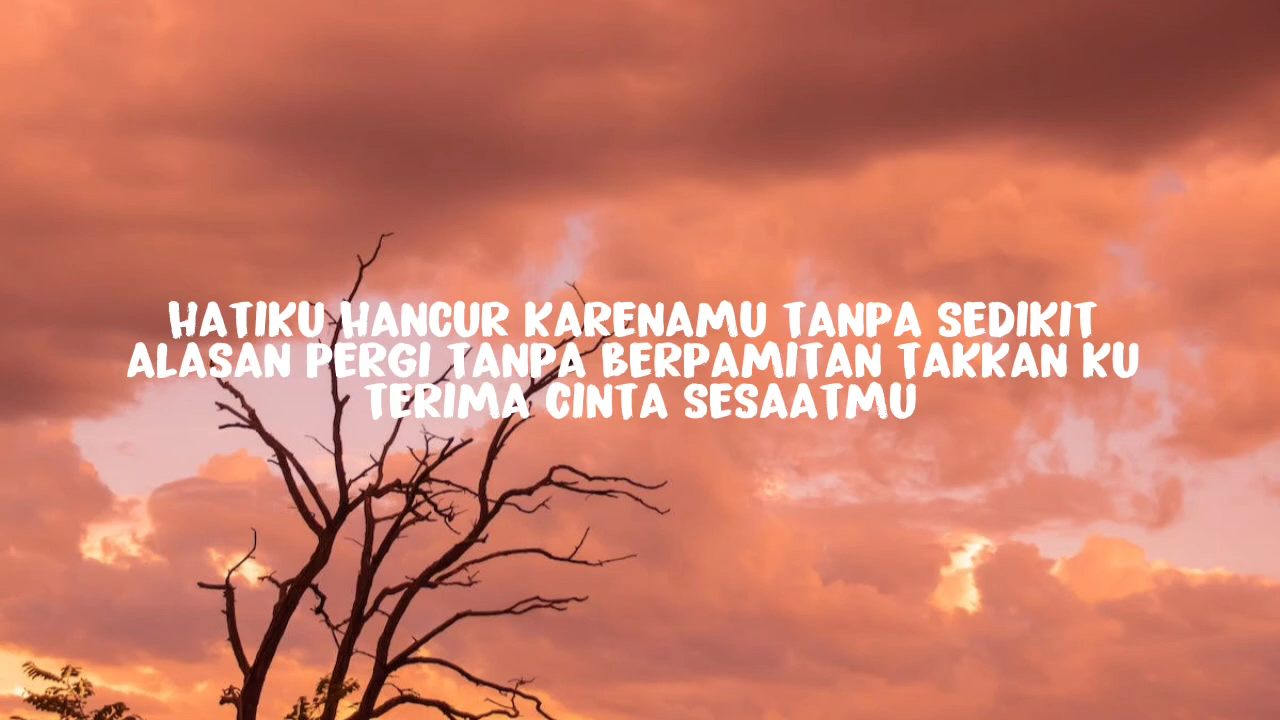 HATIKU HANCUR KARENAMU TANPA SEDIKIT
ALASAN PERGI TANPA BERPAMITAN TAKKAN KU
TERIMA CINTA SESAATMU